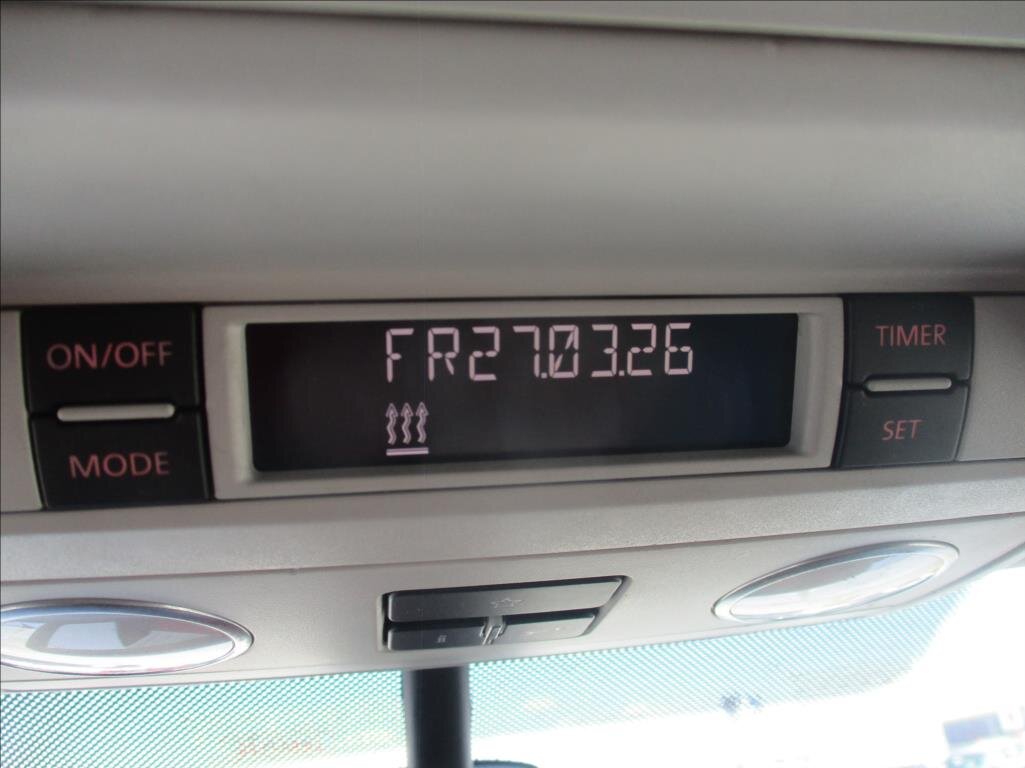 ON/OFF
MODE
FR27.03.26
TIMER
SET